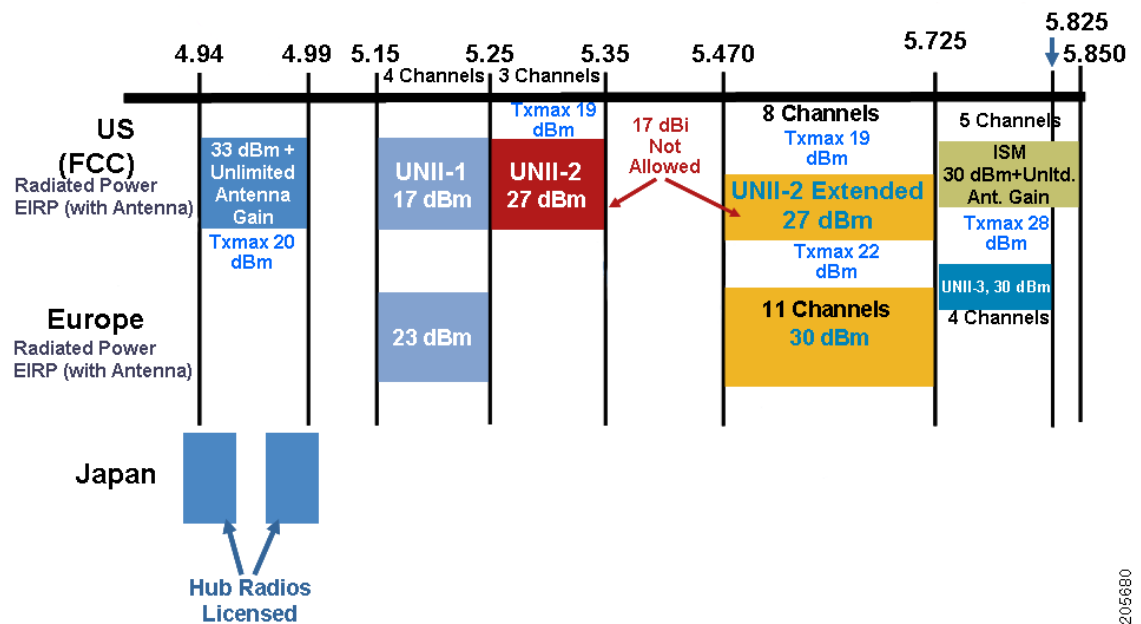 5.825
4.94
4.99
5.15
5.25
5.35
5.470
5.725
5.850
4 Channels
3 Channels
US
(FCC)
Radiated Power
EIRP (with Antenna)
33 dBm +
Unlimited
Antenna
Gain
Txmax 20
dBm
UNII-1
17 dBm
Txmax 19
dBm
UNII-2
27 dBm
17 dBi
Not
Allowed
8 Channels
Txmax 19
dBm
UNII-2 Extended
27 dBm
Txmax 22
dBm
5 Channels
ISM
30 dBm+Unltd.
Ant. Gain
Txmax 28
dBm
UNII-3, 30 dBm
4 Channels
Europe
Radiated Power
EIRP (with Antenna)
23 dBm
11 Channels
30 dBm
Japan
Hub Radios
Licensed
205680